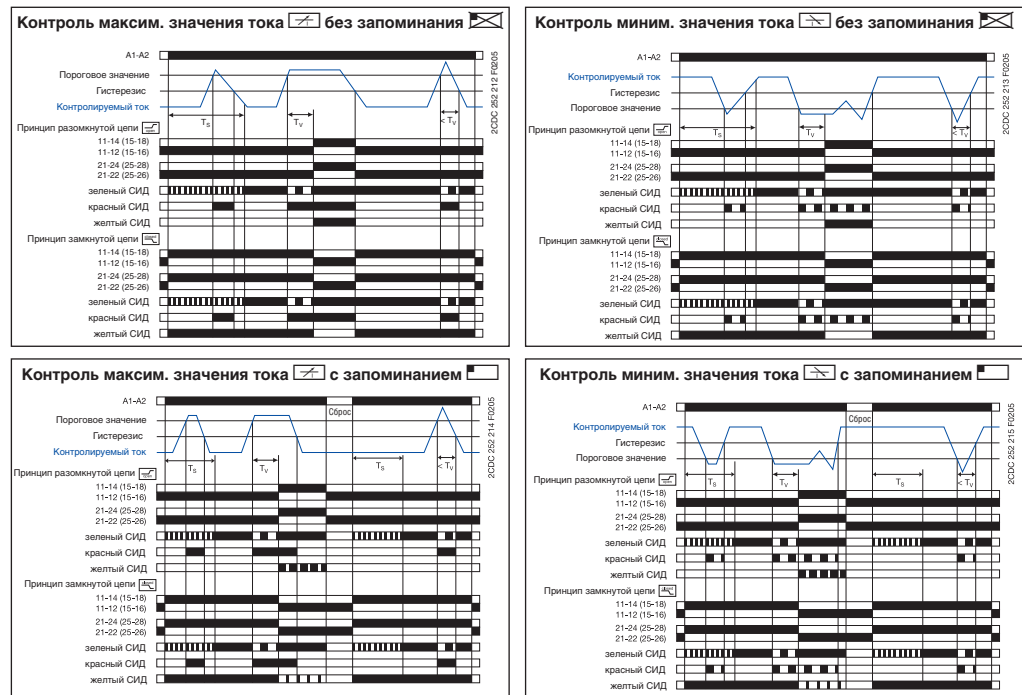 Контроль максим. значения тока без запоминания
A1-A2
Пороговое значение
Гистерезис
Контролируемый ток
TS
TV
< TV
Принцип разомкнутой цепи
11-14 (15-18)
11-12 (15-16)
21-24 (25-28)
21-22 (25-26)
зеленый СИД
красный СИД
желтый СИД
Принцип замкнутой цепи
11-14 (15-18)
11-12 (15-16)
21-24 (25-28)
21-22 (25-26)
зеленый СИД
красный СИД
желтый СИД
2CDC 252 212 F0205
Контроль миним. значения тока без запоминания
A1-A2
Контролируемый ток
Гистерезис
Пороговое значение
TS
TV
< TV
Принцип разомкнутой цепи
11-14 (15-18)
11-12 (15-16)
21-24 (25-28)
21-22 (25-26)
зеленый СИД
красный СИД
желтый СИД
Принцип замкнутой цепи
11-14 (15-18)
11-12 (15-16)
21-24 (25-28)
21-22 (25-26)
зеленый СИД
красный СИД
желтый СИД
2CDC 252 213 F0205
Контроль максим. значения тока с запоминанием
A1-A2
Сброс
Пороговое значение
Гистерезис
Контролируемый ток
TS
TV
TS
< TV
Принцип разомкнутой цепи
11-14 (15-18)
11-12 (15-16)
21-24 (25-28)
21-22 (25-26)
зеленый СИД
красный СИД
желтый СИД
Принцип замкнутой цепи
11-14 (15-18)
11-12 (15-16)
21-24 (25-28)
21-22 (25-26)
зеленый СИД
красный СИД
желтый СИД
2CDC 252 214 F0205
Контроль миним. значения тока с запоминанием
A1-A2
Сброс
Контролируемый ток
Гистерезис
Пороговое значение
TS
TV
TS
< TV
Принцип разомкнутой цепи
11-14 (15-18)
11-12 (15-16)
21-24 (25-28)
21-22 (25-26)
зеленый СИД
красный СИД
желтый СИД
Принцип замкнутой цепи
11-14 (15-18)
11-12 (15-16)
21-24 (25-28)
21-22 (25-26)
зеленый СИД
красный СИД
желтый СИД
2CDC 252 215 F0205